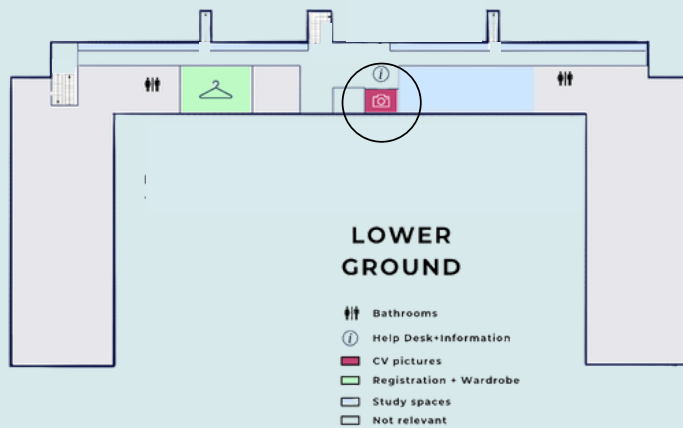 i
LOWER
GROUND
Bathrooms
i Help Desk+Information
CV pictures
Registration + Wardrobe
Study spaces
Not relevant